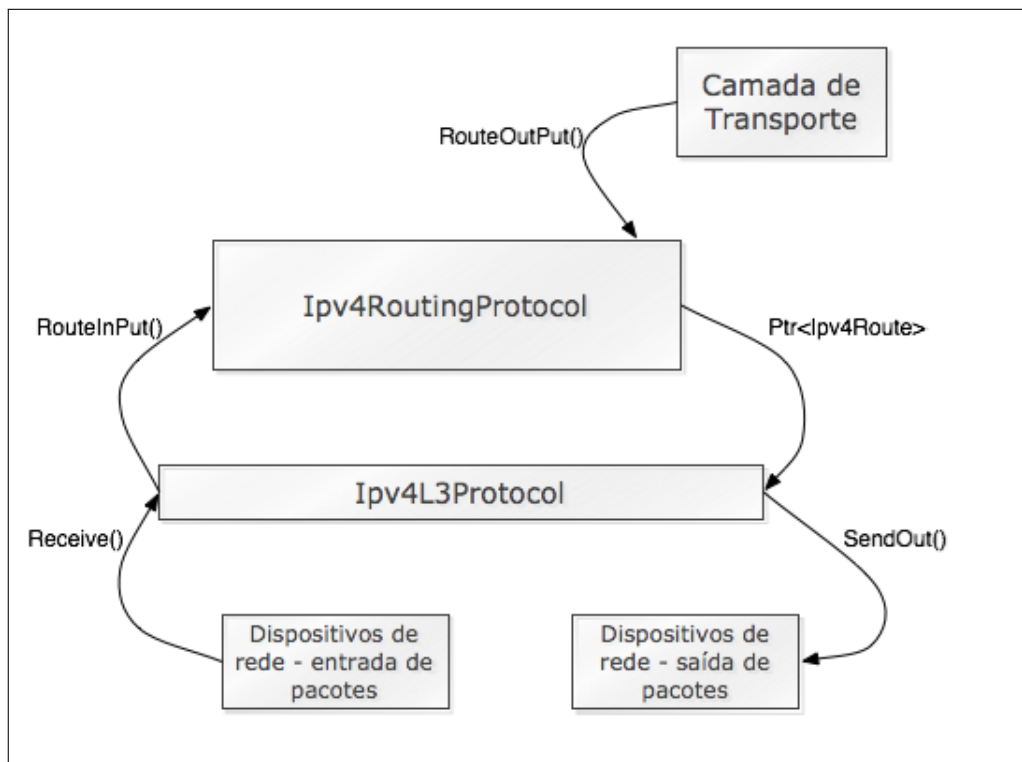 Camada de
Transporte
RouteOutPut()
Ipv4RoutingProtocol
RouteInPut()
Ptr<Ipv4Route>
Ipv4L3Protocol
Receive()
SendOut()
Dispositivos de
rede - entrada de
pacotes
Dispositivos de
rede - saída de
pacotes